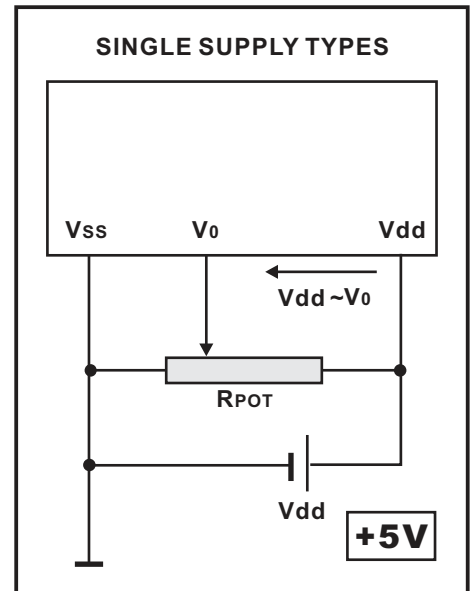 SINGLE SUPPLY TYPES
Vss V0 Vdd
Vdd ~V0
RPOT
Vdd
+5V